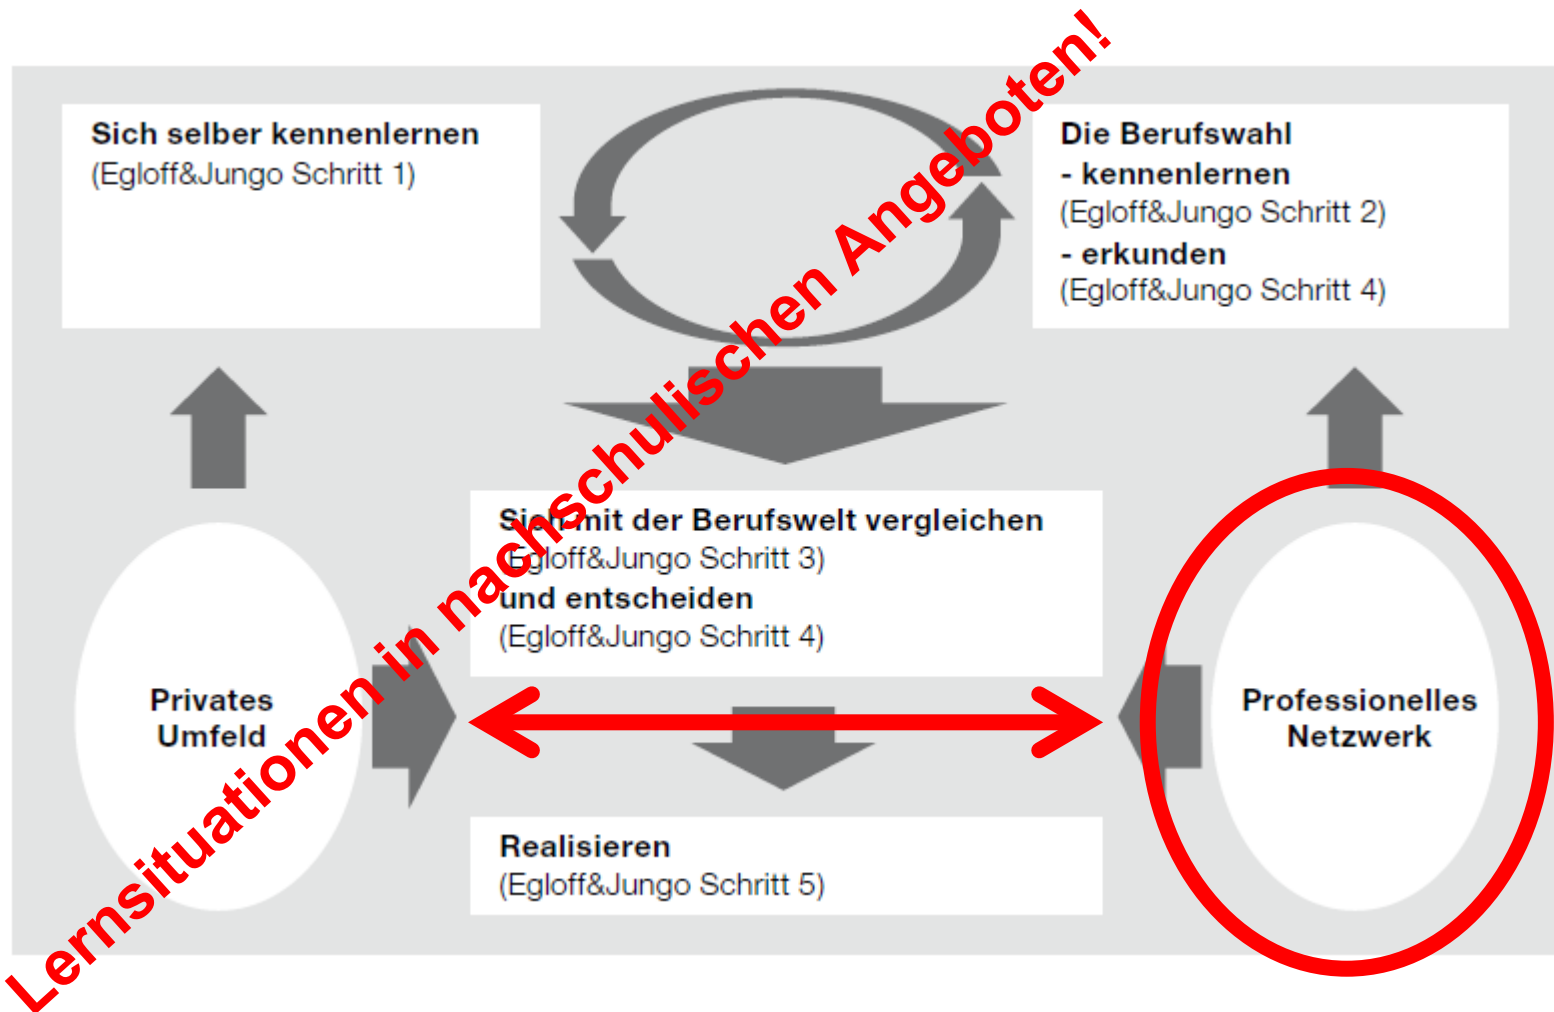 Sich selber kennenlernen
(Egloff&Jungo Schritt 1)
Die Berufswahl
- kennenlernen
(Egloff&Jungo Schritt 2)
- erkunden
(Egloff&Jungo Schritt 4)
Sich mit der Berufswelt vergleichen
(Egloff&Jungo Schritt 3)
und entscheiden
(Egloff&Jungo Schritt 4)
Privates
Umfeld
Professionelles
Netzwerk
Realisieren
(Egloff&Jungo Schritt 5)
Lernsituationen in nachschulischen Angeboten!